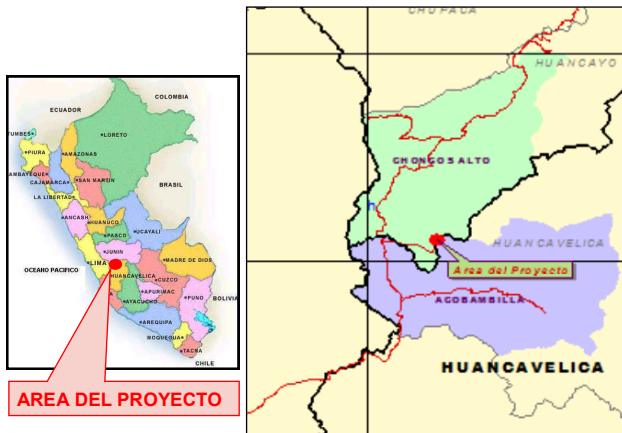 COLOMBIA
ECUADOR
TUMBES
LORETO
PIURA
AMAZONAS
AMBAYEQUE
CAJAMARCA
SAN MARTIN
BRASIL
LA LIBERTAD
ANCASH
HUANUCO
UCAYALI
PASCO
JUNIN
OCEANO PACIFICO
LIMA
MADRE DE DIOS
HUANCAVELICA
CUZCO
APURIMAC
AYACUCHO
PUNO
BOLIVIA
AREQUIPA
MOQUEGUA
TACNA
CHILE
AREA DEL PROYECTO
CHUPACA
HUANCAYO
CHONGOS ALTO
HUANCAVELICA
Area del Proyecto
ACOBAMBILLA
HUANCAVELICA